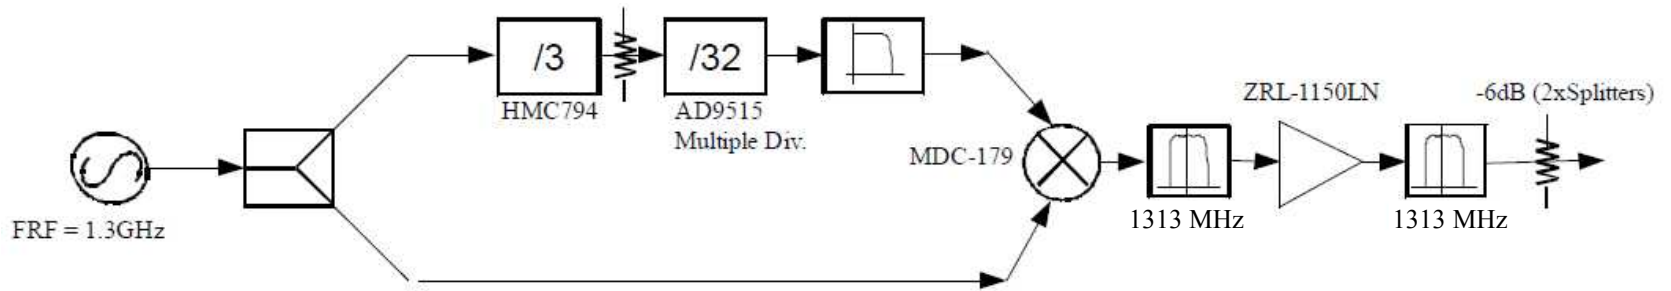 /3
HMC794
/32
AD9515
Multiple Div.
FRF = 1.3GHz
MDC-179
1313 MHz
ZRL-1150LN
1313 MHz
-6dB (2xSplitters)